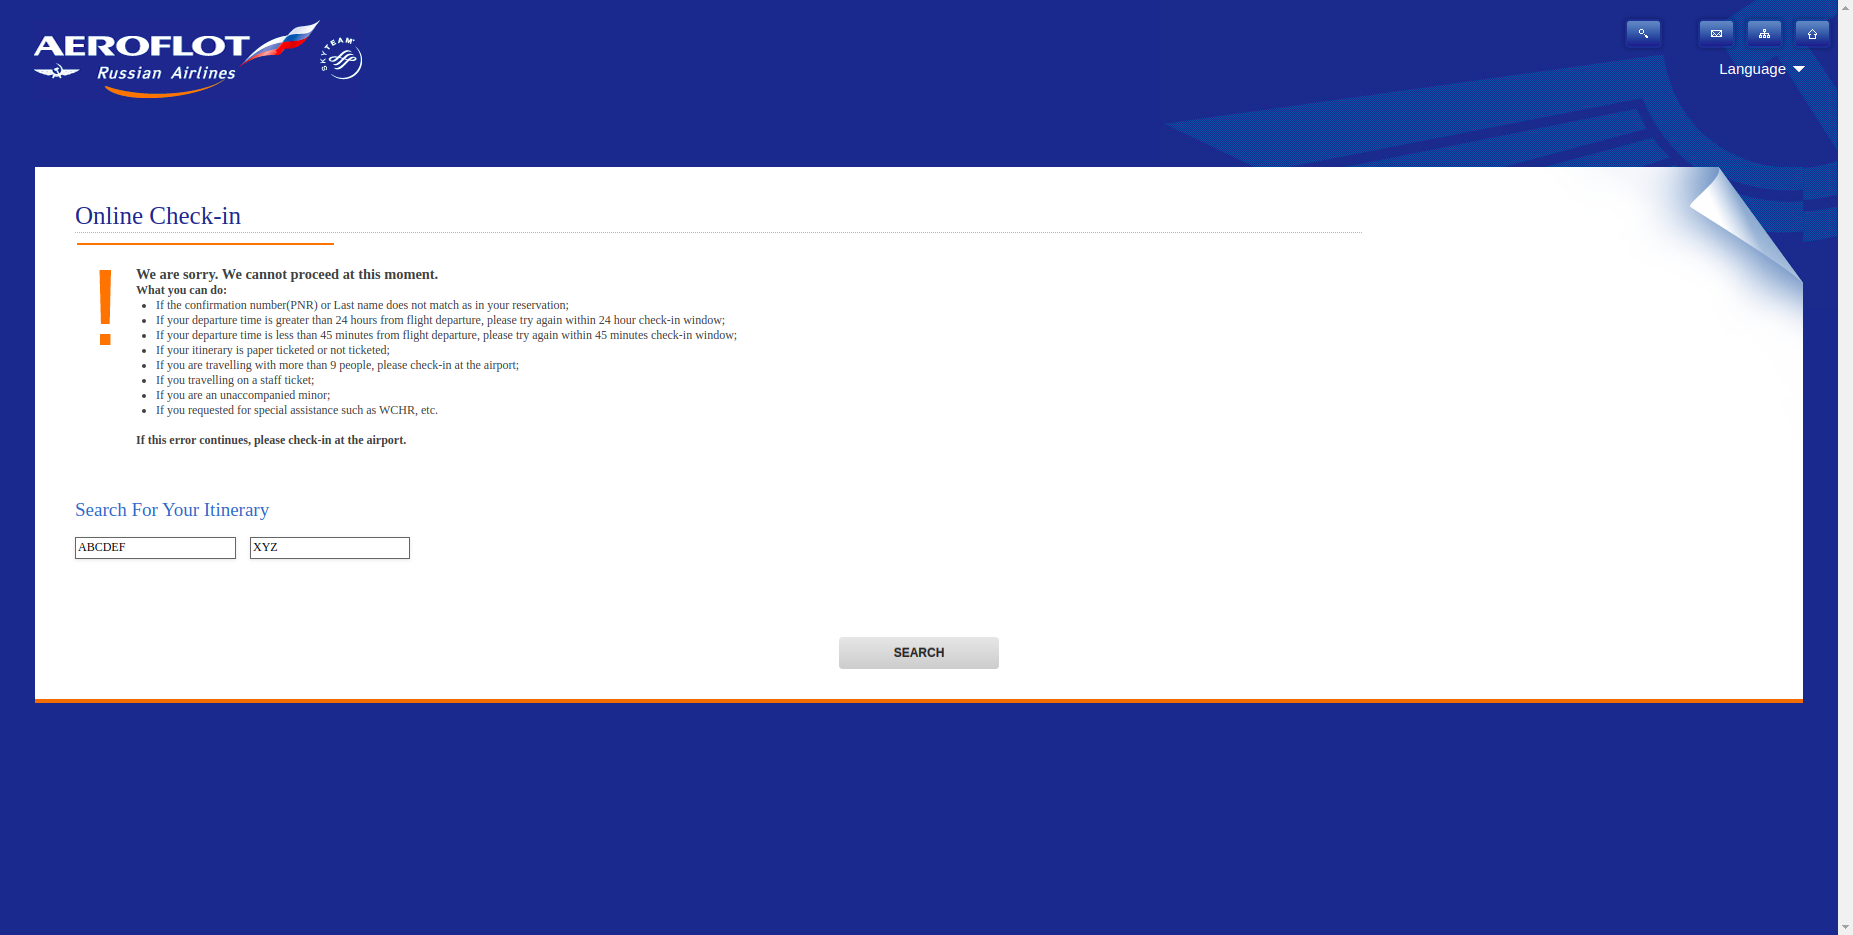 AEROFLOT
Russian Airlines
SKYTEAM
Language
Online Check-in
We are sorry. We cannot proceed at this moment.
What you can do:
If the confirmation number(PNR) or Last name does not match as in your reservation;
If your departure time is greater than 24 hours from flight departure, please try again within 24 hour check-in window;
If your departure time is less than 45 minutes from flight departure, please try again within 45 minutes check-in window;
If your itinerary is paper ticketed or not ticketed;
If you are travelling with more than 9 people, please check-in at the airport;
If you travelling on a staff ticket;
If you are an unaccompanied minor;
If you requested for special assistance such as WCHR, etc.
If this error continues, please check-in at the airport.
Search For Your Itinerary
ABCDEF XYZ
SEARCH